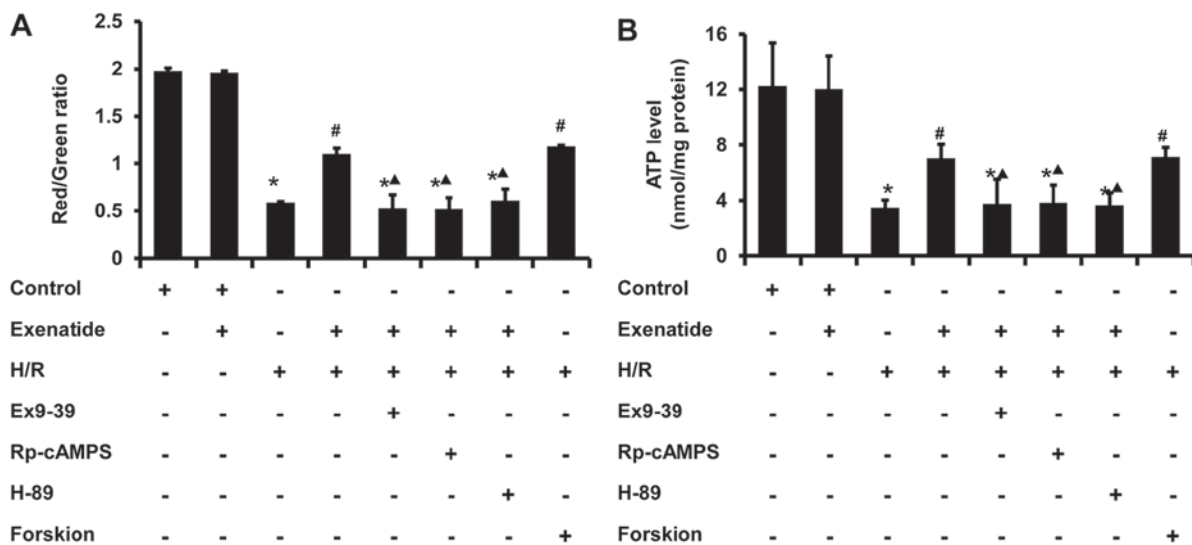 A
Red/Green ratio
2.5
2
1.5
1
0.5
0
* # *▲ *▲ *▲ #
Control + + - - - - - -
Exenatide - + - + + + + -
H/R - - + + + + + +
Ex9-39 - - - - + - - -
Rp-cAMPS - - - - - + - -
H-89 - - - - - - + -
Forskion - - - - - - - +
B
ATP level
(nmol/mg protein)
16
12
8
4
0
* # *▲ *▲ *▲ #
Control + + - - - - - -
Exenatide - + - + + + + -
H/R - - + + + + + +
Ex9-39 - - - - + - - -
Rp-cAMPS - - - - - + - -
H-89 - - - - - - + -
Forskion - - - - - - - +